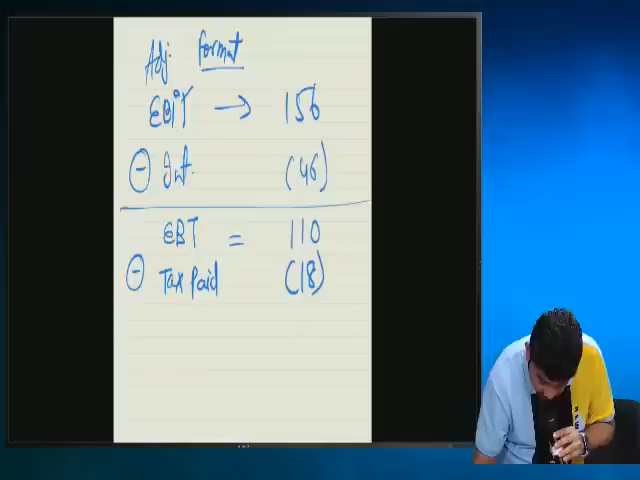 Adj. Format
EBIT → 156
⊖ Int. (46)
EBT = 110
⊖ Tax Paid (18)